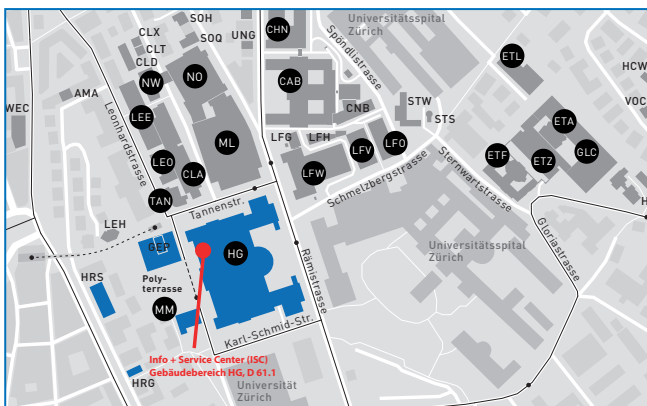 SOH
CLX
SOQ
UNG
CHN
Universitätsspital
Zürich
CLT
CLD
NW
NO
Spöndlistrasse
ETL
HCW
WEC
AMA
CAB
VOC
LEE
CNB
STW
STS
ETA
Leonhardstrasse
ML
LFG
LFH
LFV
LFO
ETF
ETZ
GLC
LEO
CLA
LFW
Schmelzbergstrasse
Sternwartstrasse
TAN
Tannenstr.
LEH
GEP
HG
Rämistrasse
Universitätsspital
Zürich
Gloriastrasse
H
HRS
Poly-
terrasse
MM
Karl-Schmid-Str.
Info + Service Center (ISC)
Gebäudebereich HG, D 61.1
HRG
Universität
Zürich